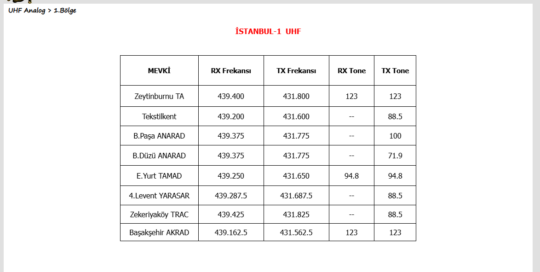 UHF Analog > 1.Bölge
İSTANBUL-1 UHF
MEVKİ RX Frekansı TX Frekansı RX Tone TX Tone
Zeytinburnu TA 439.400 431.800 123 123
Tekstilkent 439.200 431.600 -- 88.5
B.Paşa ANARAD 439.375 431.775 -- 100
B.Düzü ANARAD 439.375 431.775 -- 71.9
E.Yurt TAMAD 439.250 431.650 94.8 94.8
4.Levent YARASAR 439.287.5 431.687.5 -- 88.5
Zekeriyaköy TRAC 439.425 431.825 -- 88.5
Başakşehir AKRAD 439.162.5 431.562.5 123 123